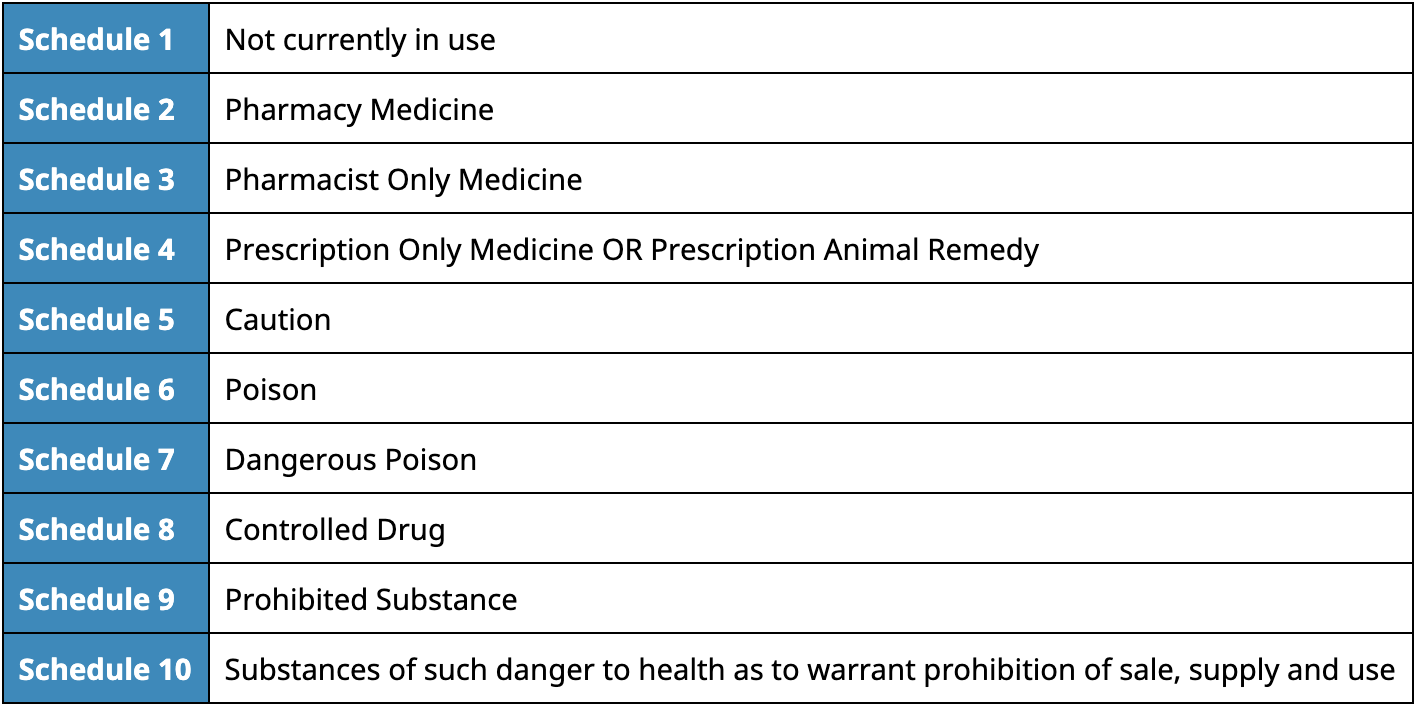 Schedule 1 Not currently in use
Schedule 2 Pharmacy Medicine
Schedule 3 Pharmacist Only Medicine
Schedule 4 Prescription Only Medicine OR Prescription Animal Remedy
Schedule 5 Caution
Schedule 6 Poison
Schedule 7 Dangerous Poison
Schedule 8 Controlled Drug
Schedule 9 Prohibited Substance
Schedule 10 Substances of such danger to health as to warrant prohibition of sale, supply and use